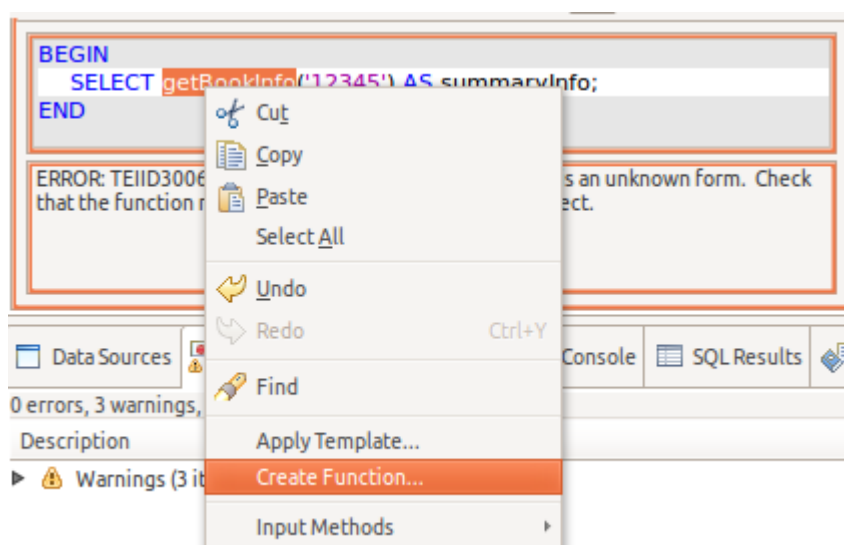 BEGIN
SELECT getBookInfo('12345') AS summaryInfo;
END
ERROR: TEIID3006 s an unknown form. Check
that the function r ect.
Cut
Copy
Paste
Select All
Undo
Redo Ctrl+Y
Find
Apply Template...
Create Function...
Input Methods
Data Sources Console SQL Results
0 errors, 3 warnings,
Description
Warnings (3 it